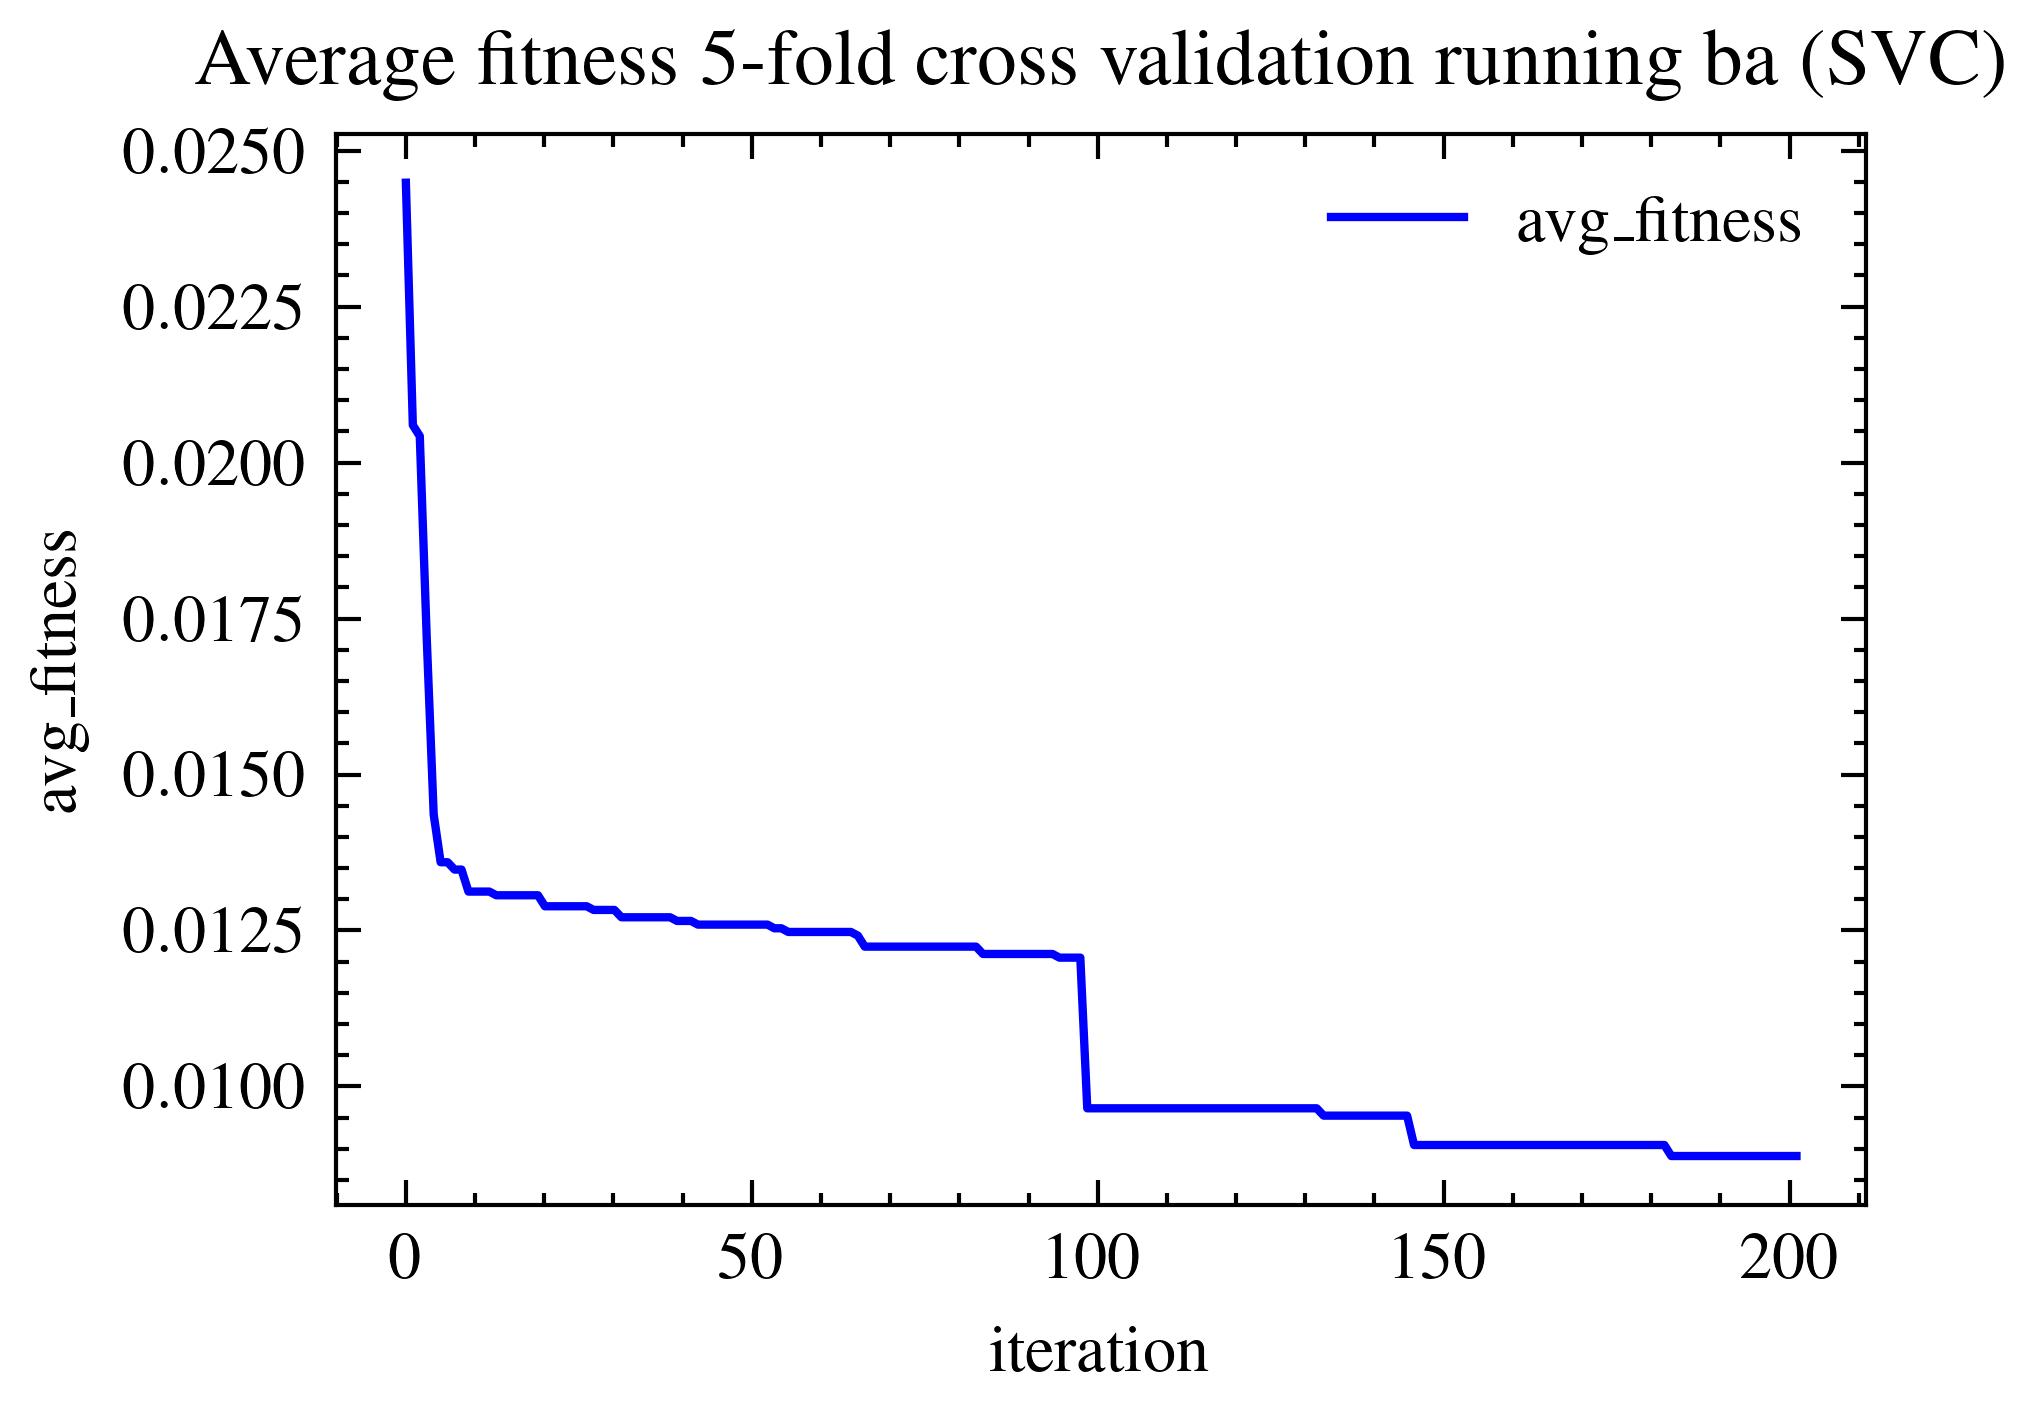 Average fitness 5-fold cross validation running ba (SVC)
0.0250
0.0225
0.0200
0.0175
0.0150
0.0125
0.0100
avg_fitness
avg_fitness
0 50 100 150 200
iteration